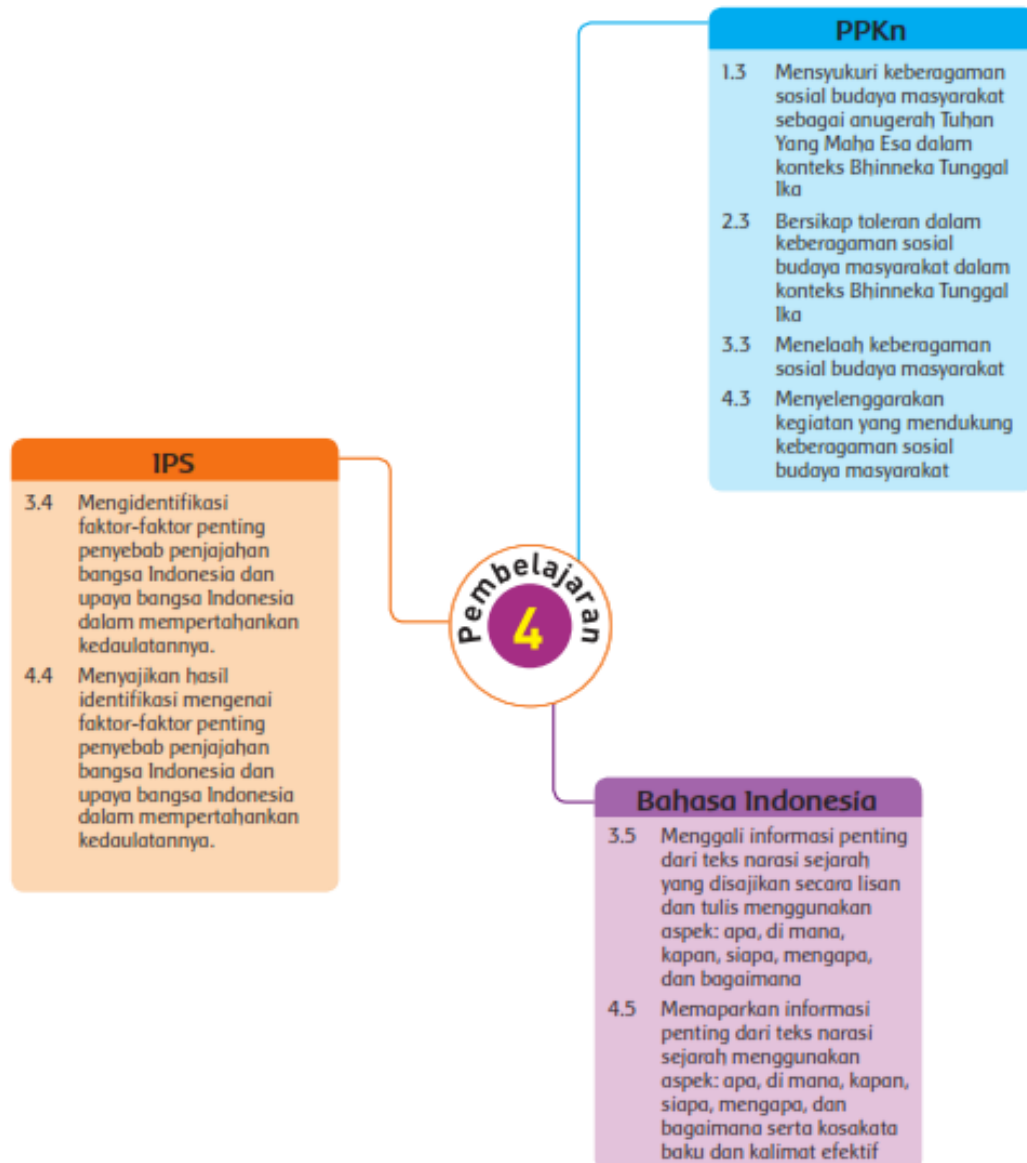 PPKn
1.3 Mensyukuri keberagaman
sosial budaya masyarakat
sebagai anugerah Tuhan
Yang Maha Esa dalam
konteks Bhinneka Tunggal
Ika
2.3 Bersikap toleran dalam
keberagaman sosial
budaya masyarakat dalam
konteks Bhinneka Tunggal
Ika
3.3 Menelaah keberagaman
sosial budaya masyarakat
4.3 Menyelenggarakan
kegiatan yang mendukung
keberagaman sosial
budaya masyarakat
IPS
3.4 Mengidentifikasi
faktor-faktor penting
penyebab penjajahan
bangsa Indonesia dan
upaya bangsa Indonesia
dalam mempertahankan
kedaulatannya.
4.4 Menyajikan hasil
identifikasi mengenai
faktor-faktor penting
penyebab penjajahan
bangsa Indonesia dan
upaya bangsa Indonesia
dalam mempertahankan
kedaulatannya.
Pembelajaran
4
Bahasa Indonesia
3.5 Menggali informasi penting
dari teks narasi sejarah
yang disajikan secara lisan
dan tulis menggunakan
aspek: apa, di mana,
kapan, siapa, mengapa,
dan bagaimana
4.5 Memaparkan informasi
penting dari teks narasi
sejarah menggunakan
aspek: apa, di mana, kapan,
siapa, mengapa, dan
bagaimana serta kosakata
baku dan kalimat efektif